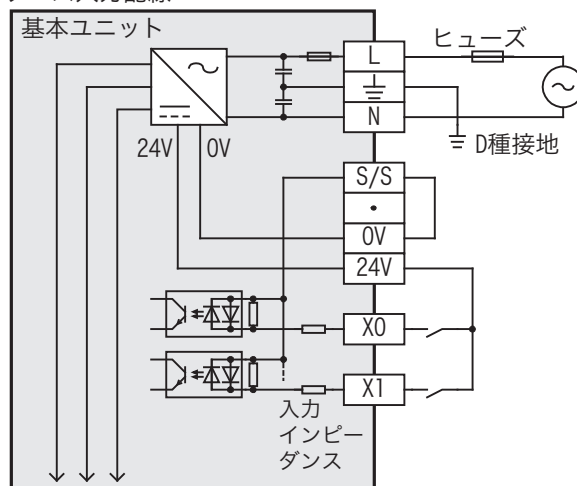 基本ユニット
L
ヒューズ
N
24V
0V
D種接地
S/S
•
0V
24V
X0
X1
入力
インピー
ダンス